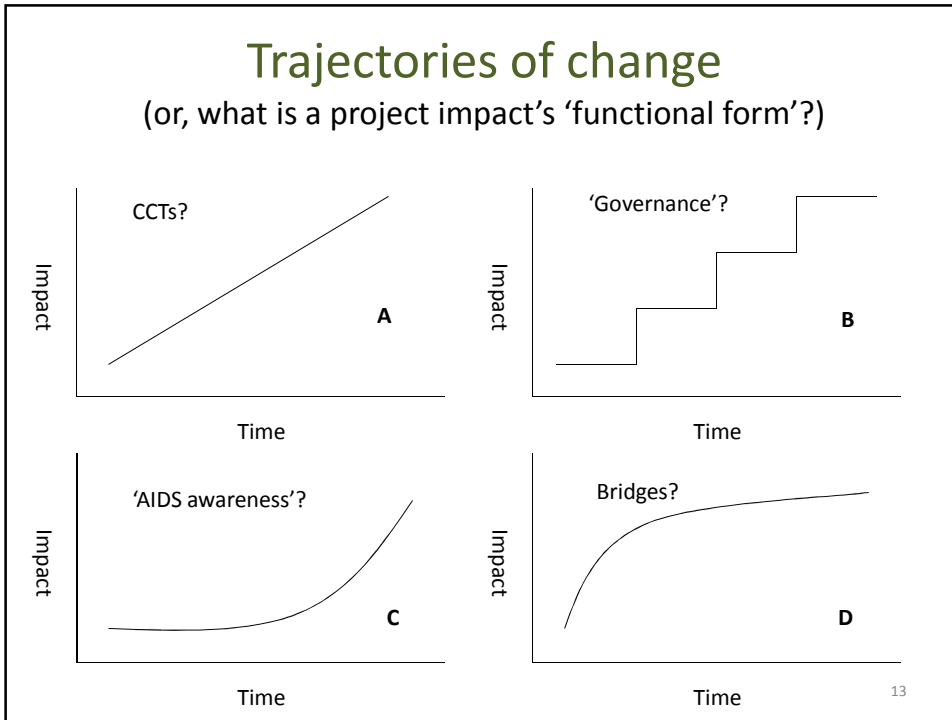 Trajectories of change
(or, what is a project impact’s ‘functional form’?)
CCTs?
Impact
A
Time
‘Governance’?
Impact
B
Time
‘AIDS awareness’?
Impact
C
Time
Bridges?
Impact
D
Time
13